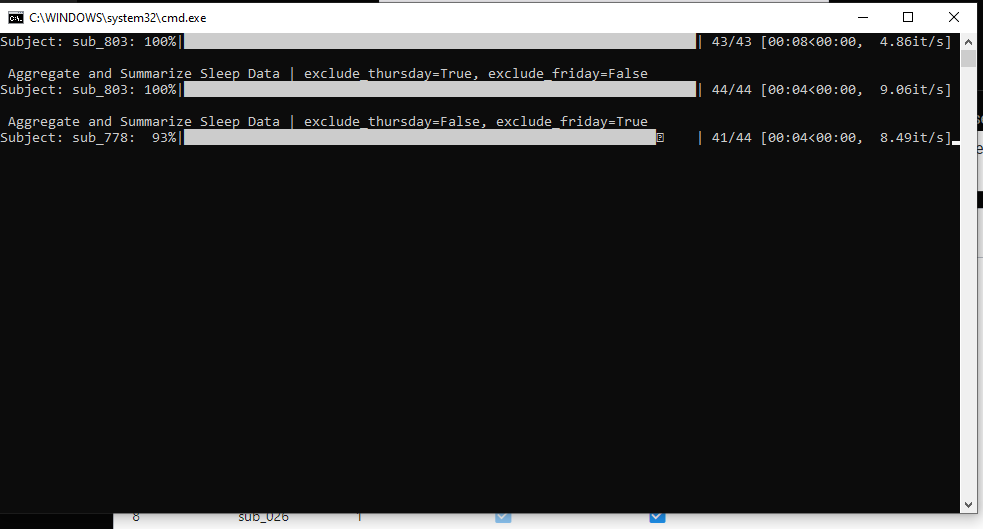 C:\WINDOWS\system32\cmd.exe
Subject: sub_803: 100%| | 43/43 [00:08<00:00, 4.86it/s]
Aggregate and Summarize Sleep Data | exclude_thursday=True, exclude_friday=False
Subject: sub_803: 100%| | 44/44 [00:04<00:00, 9.06it/s]
Aggregate and Summarize Sleep Data | exclude_thursday=False, exclude_friday=True
Subject: sub_778: 93%| | 41/44 [00:04<00:00, 8.49it/s]
8 sub_026 1